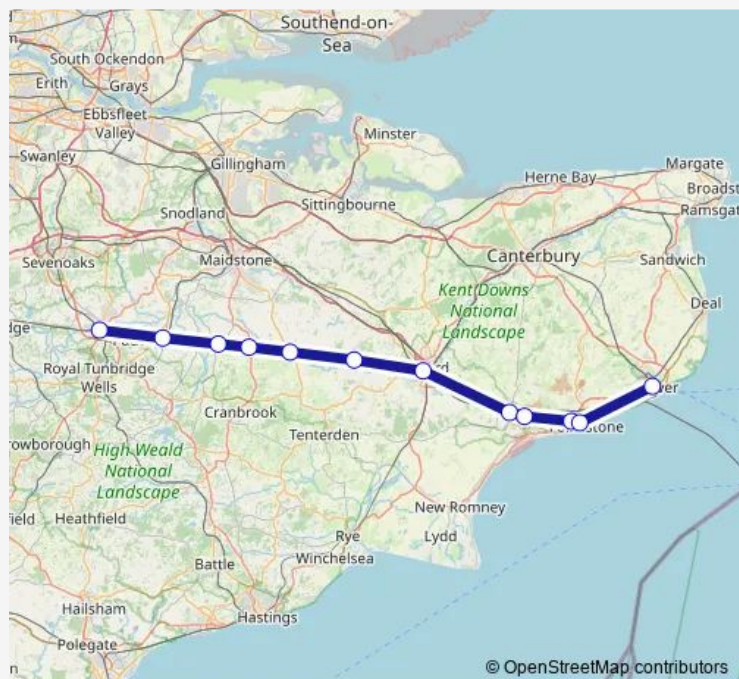 Southend-on-
Sea
South Ockendon
Erith
Grays
Ebbsfleet
Valley
Swanley
Minster
Gillingham
Sittingbourne
Herne Bay
Margate
Broadst
Ramsgat
Snodland
Sevenoaks
Maidstone
Canterbury
Sandwich
Kent Downs
National
Landscape
Deal
Royal Tunbridge
Wells
Cranbrook
Tenterden
High Weald
National
Landscape
Heathfield
New Romney
Lydd
Rye
Winchelsea
Battle
Hastings
Hailsham
Polegate
© OpenStreetMap contributors